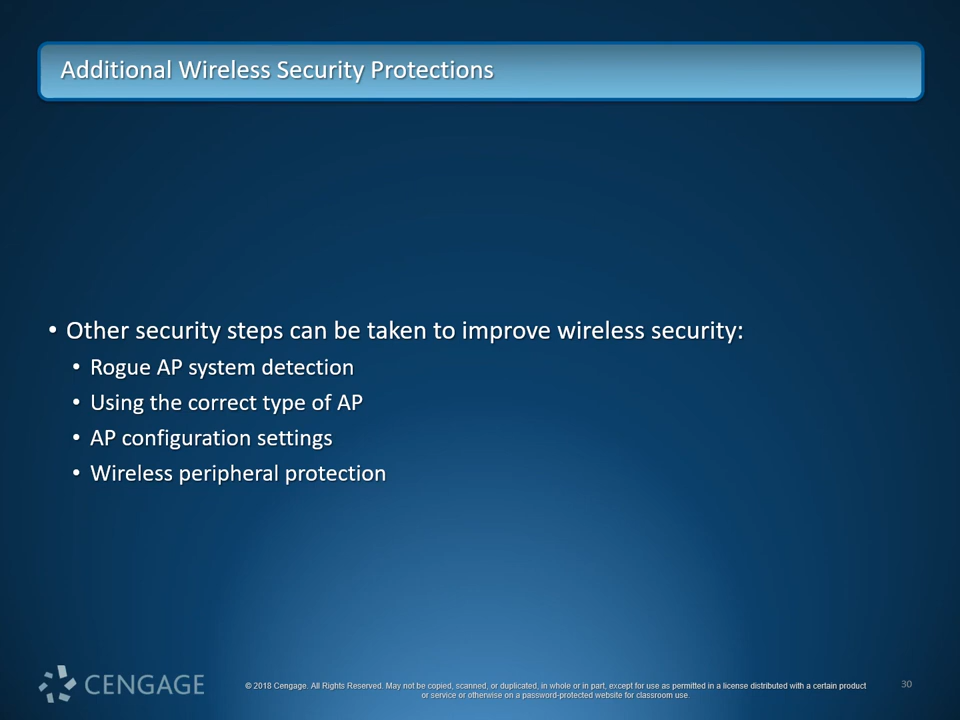 Additional Wireless Security Protections
• Other security steps can be taken to improve wireless security:
• Rogue AP system detection
• Using the correct type of AP
• AP configuration settings
• Wireless peripheral protection
CENGAGE
© 2018 Cengage. All Rights Reserved. May not be copied, scanned, or duplicated, in whole or in part, except for use as permitted in a license distributed with a certain product
or service or otherwise on a password-protected website for classroom use.
30